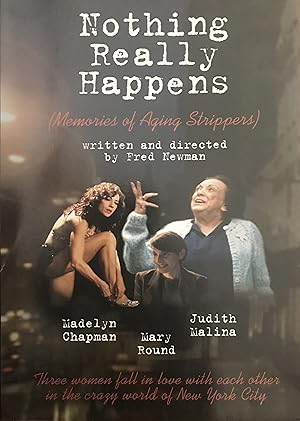 Nothing
Really
Happens
(Memories of Aging Strippers)
written and directed
by Fred Newman
Madelyn
Chapman
Mary
Round
Judith
Malina
Three women fall in love with each other
in the crazy world of New York City